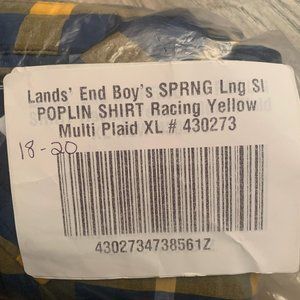 Lands' End Boy's SPRNG Lng Sl
POPLIN SHIRT Racing Yellow
Multi Plaid XL # 430273
18-20
4302734738561Z